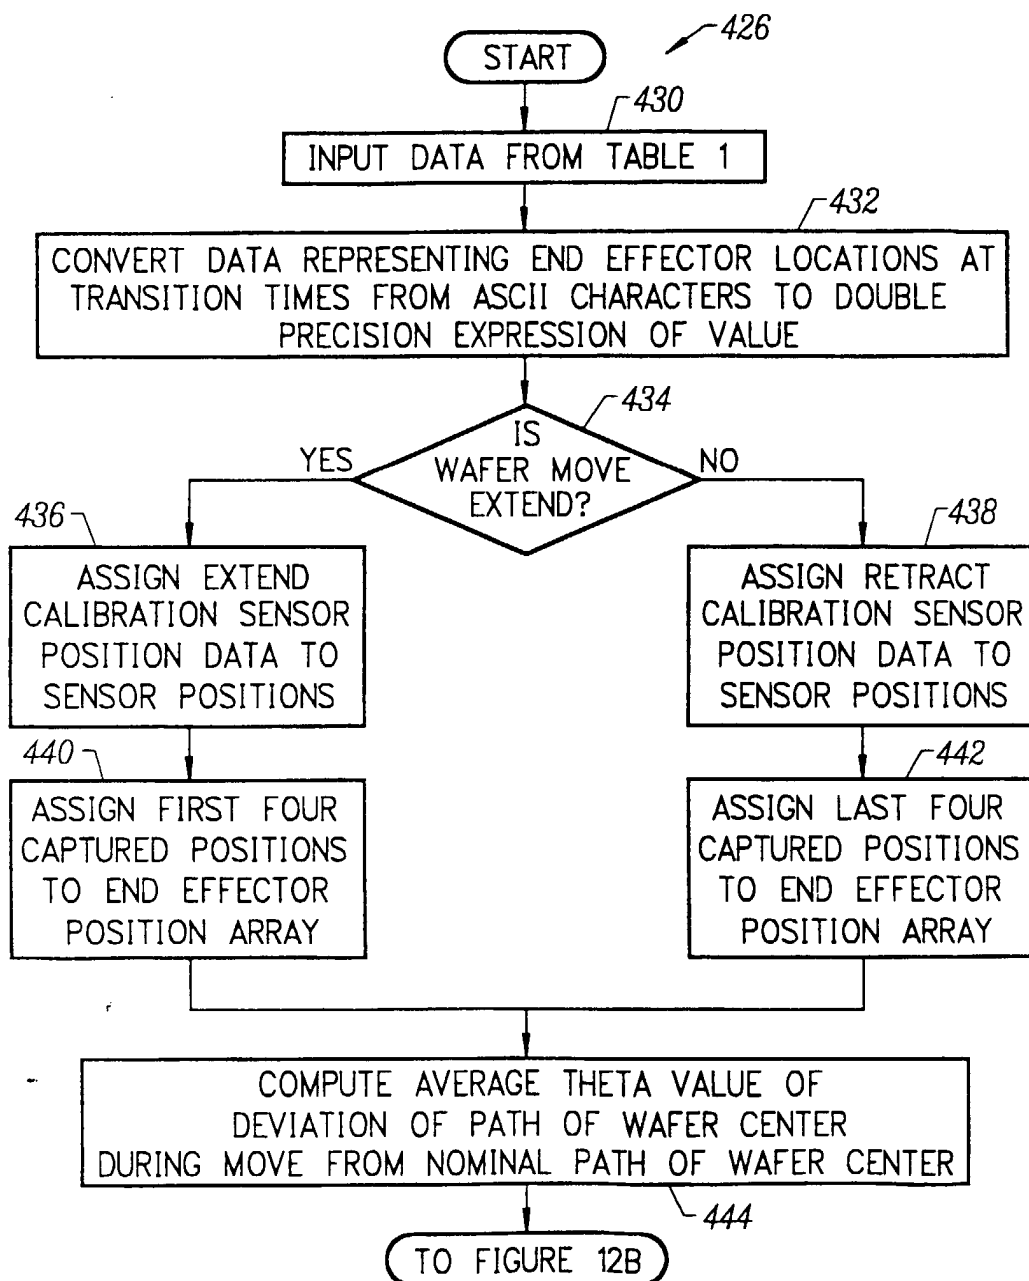 426
START
430
INPUT DATA FROM TABLE 1
432
CONVERT DATA REPRESENTING END EFFECTOR LOCATIONS AT
TRANSITION TIMES FROM ASCII CHARACTERS TO DOUBLE
PRECISION EXPRESSION OF VALUE
434
IS
WAFER MOVE
EXTEND?
YES
NO
436
ASSIGN EXTEND
CALIBRATION SENSOR
POSITION DATA TO
SENSOR POSITIONS
438
ASSIGN RETRACT
CALIBRATION SENSOR
POSITION DATA TO
SENSOR POSITIONS
440
ASSIGN FIRST FOUR
CAPTURED POSITIONS
TO END EFFECTOR
POSITION ARRAY
442
ASSIGN LAST FOUR
CAPTURED POSITIONS
TO END EFFECTOR
POSITION ARRAY
COMPUTE AVERAGE THETA VALUE OF
DEVIATION OF PATH OF WAFER CENTER
DURING MOVE FROM NOMINAL PATH OF WAFER CENTER
444
TO FIGURE 12B